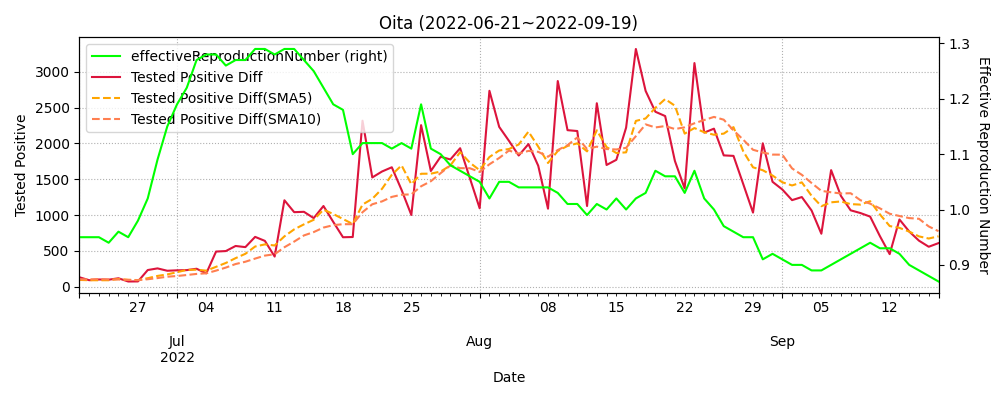 Oita (2022-06-21~2022-09-19)
effectiveReproductionNumber (right)
Tested Positive Diff
Tested Positive Diff(SMA5)
Tested Positive Diff(SMA10)
Tested Positive
3000
2500
2000
1500
1000
500
0
Effective Reproduction Number
1.3
1.2
1.1
1.0
0.9
27 04 11 18 25 08 15 22 29 05 12
Jul Aug Sep
2022
Date